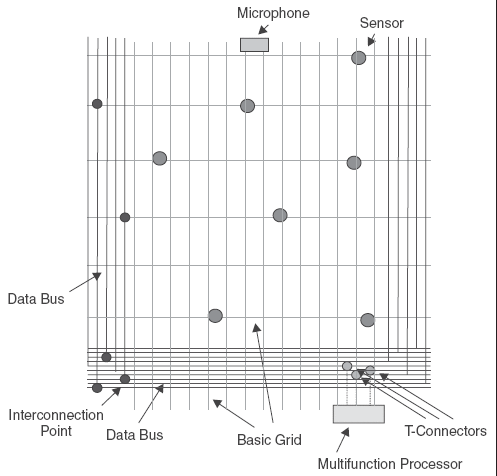 Microphone
Sensor
Data Bus
Interconnection
Point
Data Bus
Basic Grid
T-Connectors
Multifunction Processor